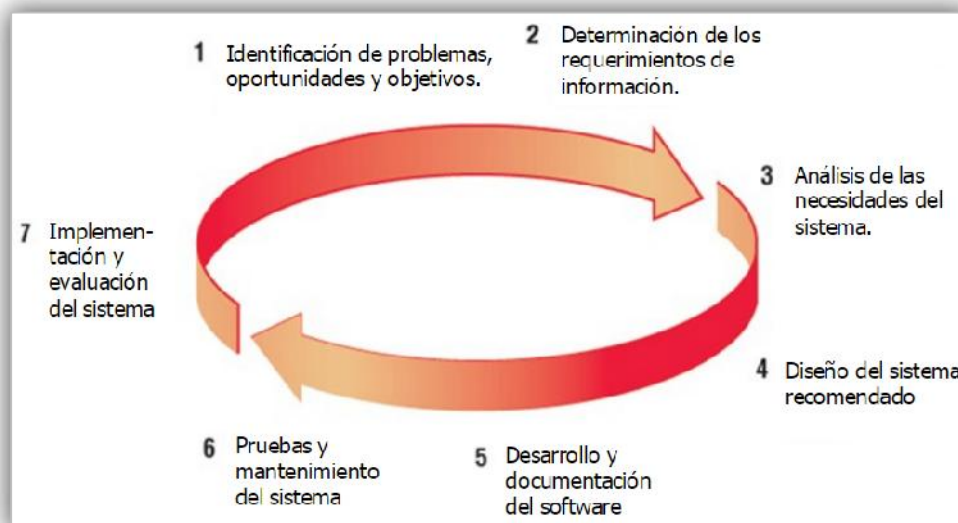 1 Identificación de problemas,
oportunidades y objetivos.
2 Determinación de los
requerimientos de
información.
3 Análisis de las
necesidades del
sistema.
4 Diseño del sistema
recomendado
5 Desarrollo y
documentación
del software
6 Pruebas y
mantenimiento
del sistema
7 Implemen-
tación y
evaluación
del sistema